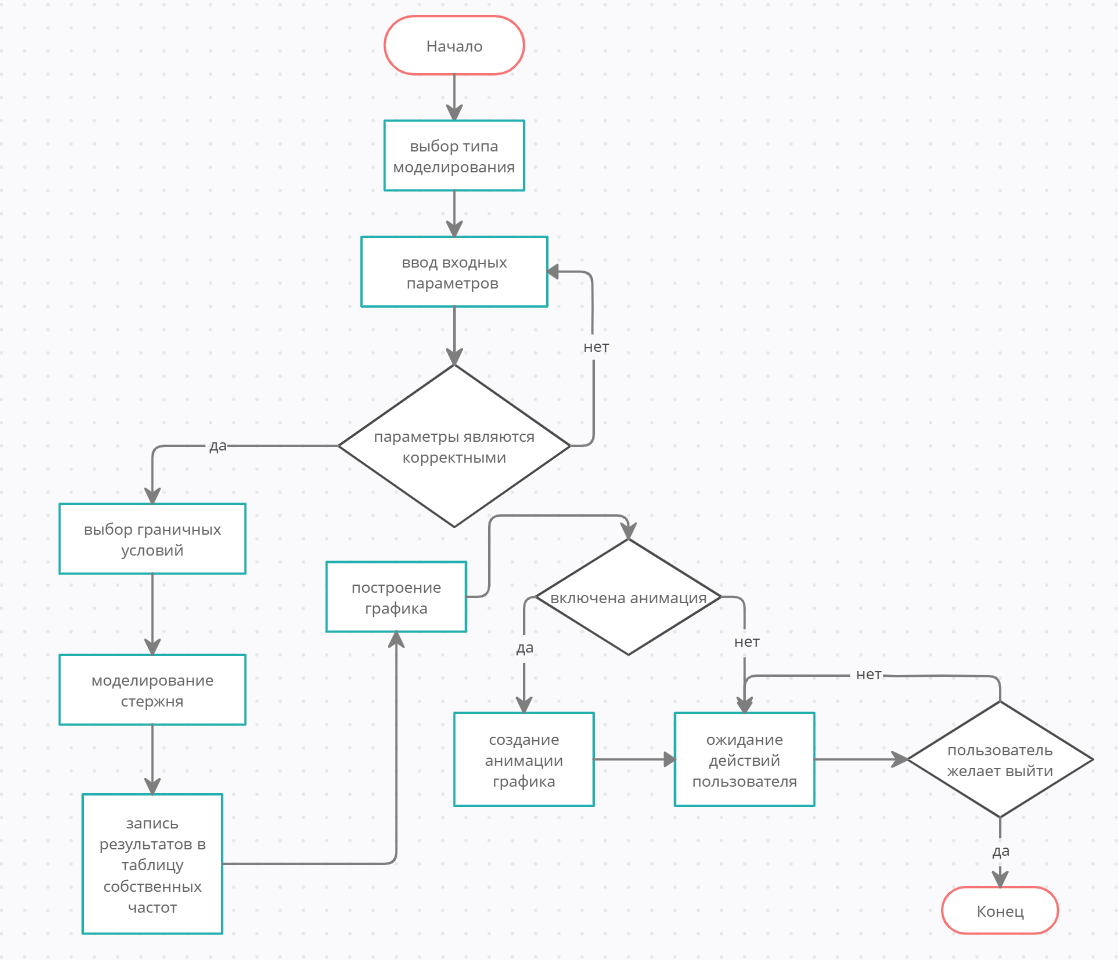 Начало
выбор типа
моделирования
ввод входных
параметров
нет
параметры являются
корректными
да
выбор граничных
условий
моделирование
стержня
запись
результатов в
таблицу
собственных
частот
построение
графика
включена анимация
да
нет
создание
анимации
графика
ожидание
действий
пользователя
нет
пользователь
желает выйти
да
Конец